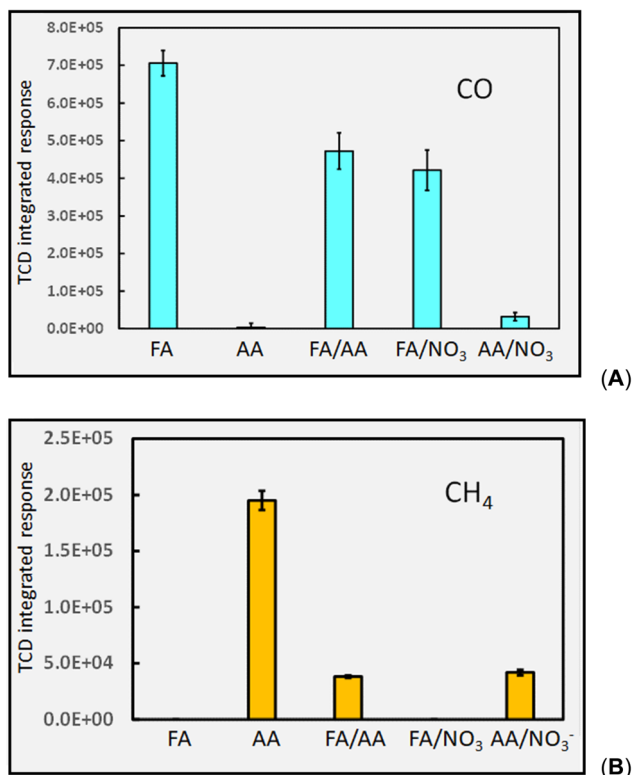 8.0E+05
7.0E+05
6.0E+05
5.0E+05
4.0E+05
3.0E+05
2.0E+05
1.0E+05
0.0E+00
TCD integrated response
CO
FA AA FA/AA FA/NO₃ AA/NO₃
(A)
2.5E+05
2.0E+05
1.5E+05
1.0E+05
5.0E+04
0.0E+00
TCD integrated response
CH₄
FA AA FA/AA FA/NO₃ AA/NO₃⁻
(B)